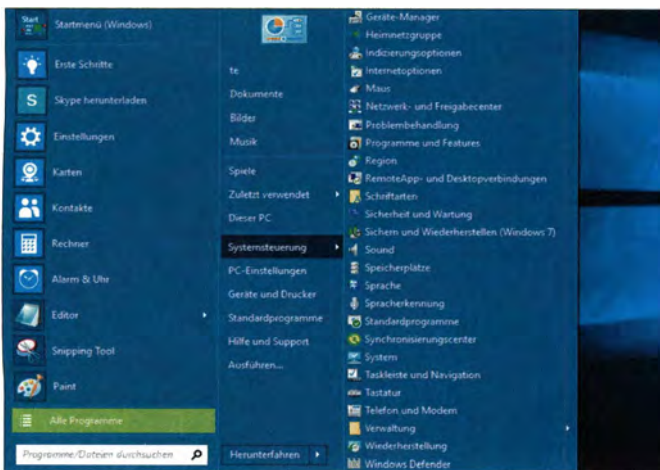 Start
Startmenü (Windows)
Erste Schritte
S
Skype herunterladen
Einstellungen
Karten
Kontakte
Rechner
Alarm & Uhr
Editor
Snipping Tool
Paint
Alle Programme
Programme/Dateien durchsuchen
te
Dokumente
Bilder
Musik
Spiele
Zuletzt verwendet
Dieser PC
Systemsteuerung
PC-Einstellungen
Geräte und Drucker
Standardprogramme
Hilfe und Support
Ausführen...
Herunterfahren
Geräte-Manager
Heimnetzgruppe
Indizierungsoptionen
Internetoptionen
Maus
Netzwerk- und Freigabecenter
Problembehandlung
Programme und Features
Region
RemoteApp- und Desktopverbindungen
Schriftarten
Sicherheit und Wartung
Sichern und Wiederherstellen (Windows 7)
Sound
Speicherplätze
Sprache
Spracherkennung
Standardprogramme
Synchronisierungscenter
System
Taskleiste und Navigation
Tastatur
Telefon und Modem
Verwaltung
Wiederherstellung
Windows Defender